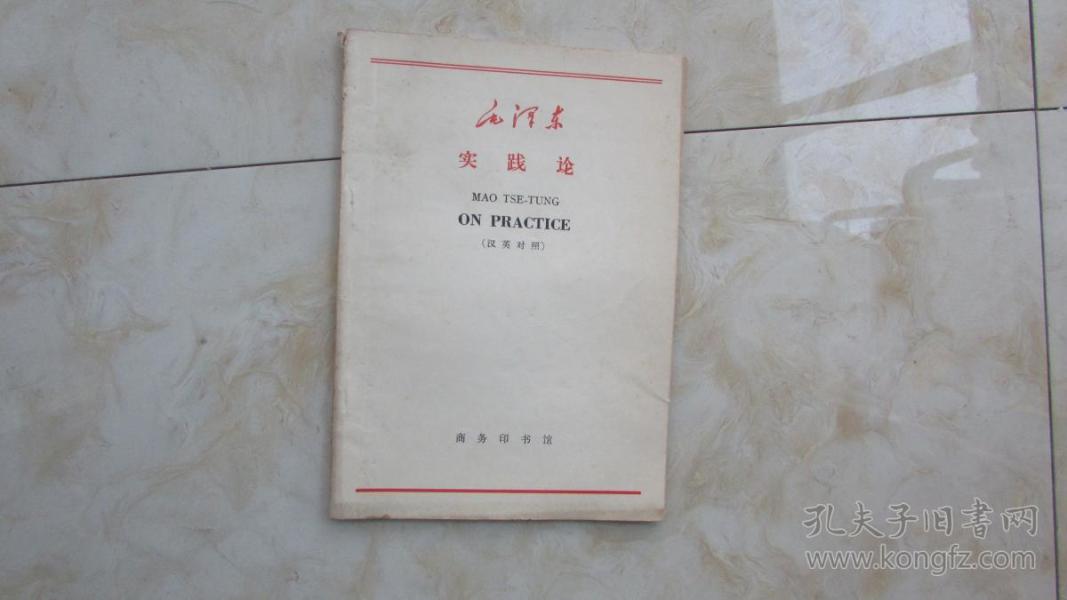 毛泽东
实践论
MAO TSE-TUNG
ON PRACTICE
(汉英对照)
商务印书馆
孔夫子旧书网
www.kongfz.com